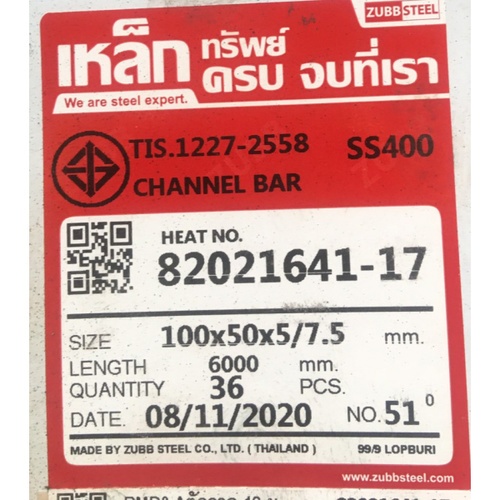 ZUBB STEEL
เหล็ก ทรัพย์
ครบ จบที่เรา
We are steel expert.
TIS.1227-2558 SS400
CHANNEL BAR
HEAT NO.
82021641-17
SIZE 100x50x5/7.5 mm.
LENGTH 6000 mm.
QUANTITY 36 PCS.
DATE. 08/11/2020 NO.51 0
MADE BY ZUBB STEEL CO., LTD. ( THAILAND ) 99/9 LOPBURI
www.zubbsteel.com